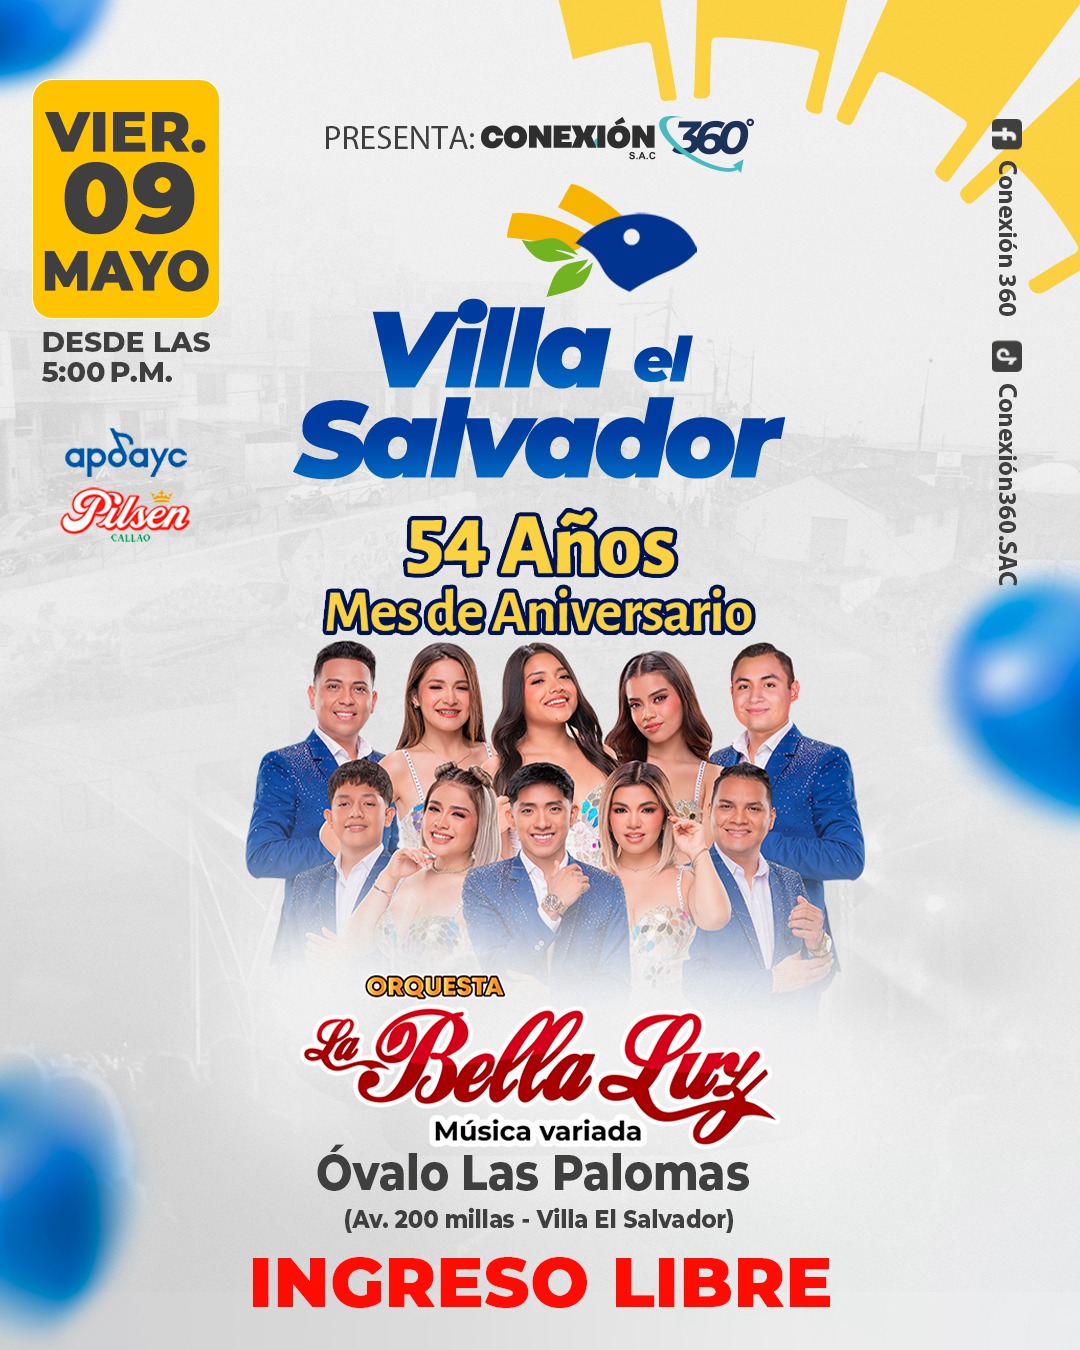 VIER.
09
MAYO
DESDE LAS
5:00 P.M.
apdayc
Pilsen
CALLAO
PRESENTA: CONEXIÓN 360°
S.A.C
Villa el
Salvador
54 Años
Mes de Aniversario
Conexión 360
Conexión360.SAC
ORQUESTA
La Bella Luz
Música variada
Óvalo Las Palomas
(Av. 200 millas - Villa El Salvador)
INGRESO LIBRE